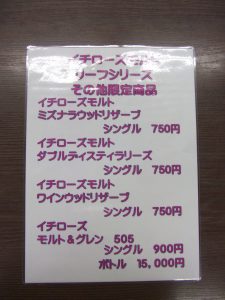 イチローズモルト
リーフシリーズ
その他限定商品
イチローズモルト
ミズナラウッドリザーブ
シングル 750円
イチローズモルト
ダブルディスティラリーズ
シングル 750円
イチローズモルト
ワインウッドリザーブ
シングル 750円
イチローズ
モルト＆グレン 505
シングル 900円
ボトル 15,000円